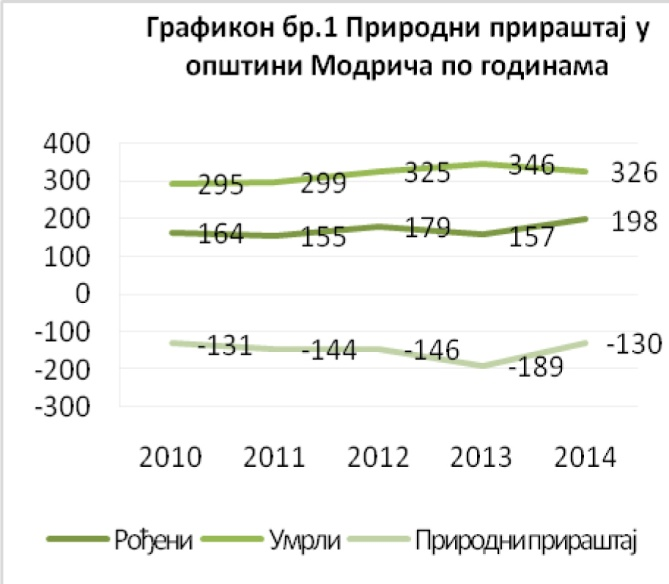 Графикон бр.1 Природни прираштај у
општини Модрича по годинама
400
300
200
100
0
-100
-200
-300
295 299 325 346 326
164 155 179 157 198
-131 -144 -146 -189 -130
2010 2011 2012 2013 2014
Рођени Умрли Природни прираштај